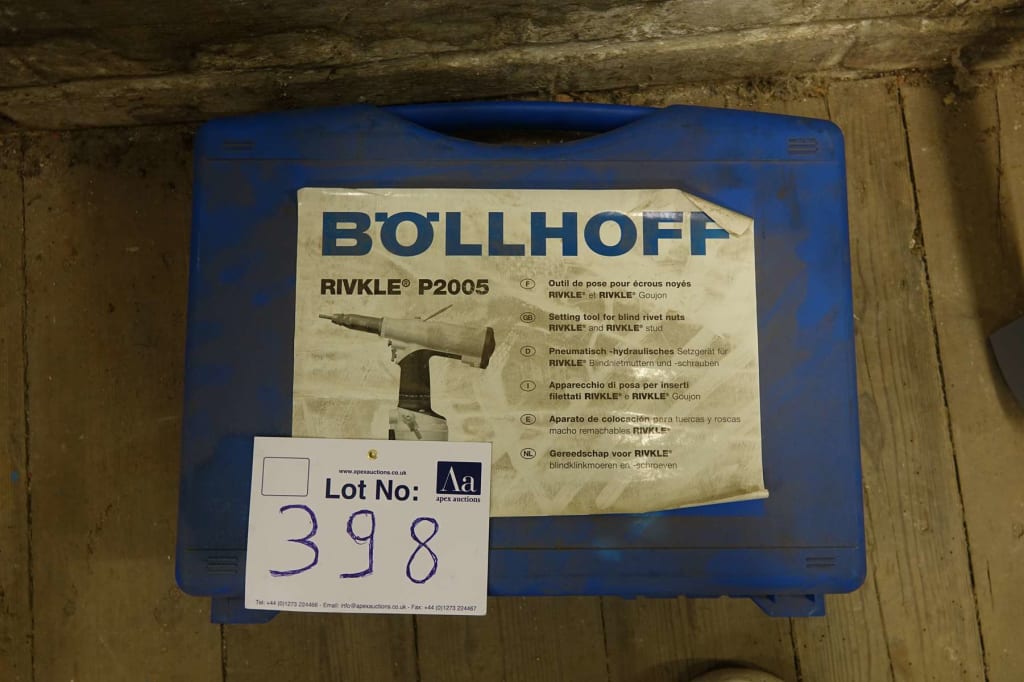 BÖLLHOFF
RIVKLE® P2005
F Outil de pose pour écrous noyés
RIVKLE® et RIVKLE® Goujon
GB Setting tool for blind rivet nuts
RIVKLE® and RIVKLE® stud
D Pneumatisch -hydraulisches Setzgerät für
RIVKLE® Blindnietmuttern und -schrauben
I Apparecchio di posa per inserti
filettati RIVKLE® e RIVKLE® Goujon
E Aparato de colocación para tuercas y roscas
macho remachables RIVKLE®
NL Gereedschap voor RIVKLE®
blindklinkmoeren en -schroeven
www.apexauctions.co.uk
Lot No:
Aa
apex auctions
398
Tel: +44 (0)1273 224466 - Email: info@apexauctions.co.uk - Fax: +44 (0)1273 224467